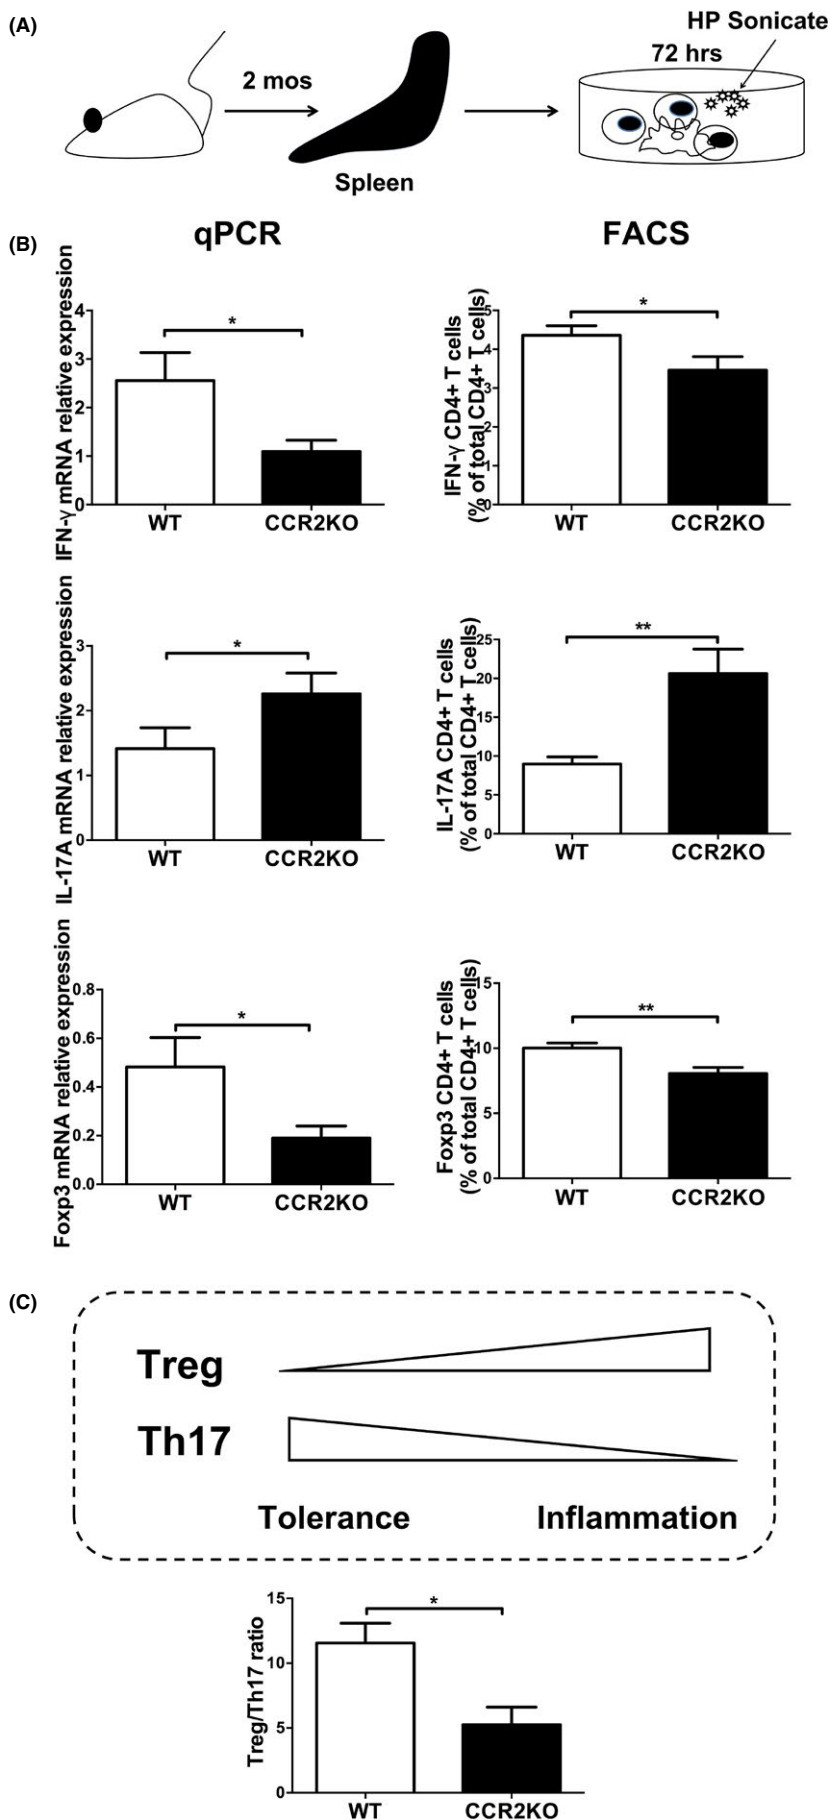 (A)
HP Sonicate
72 hrs
2 mos
Spleen
(B)
qPCR
FACS
IFN-γ mRNA relative expression
4
3
2
1
0
*
WT
CCR2KO
IFN-γ CD4+ T cells
(% of total CD4+ T cells)
5
4
3
2
1
0
*
WT
CCR2KO
IL-17A mRNA relative expression
3
2
1
0
*
WT
CCR2KO
IL-17A CD4+ T cells
(% of total CD4+ T cells)
25
20
15
10
5
0
**
WT
CCR2KO
Foxp3 mRNA relative expression
0.8
0.6
0.4
0.2
0.0
*
WT
CCR2KO
Foxp3 CD4+ T cells
(% of total CD4+ T cells)
15
10
5
0
**
WT
CCR2KO
(C)
Treg
Th17
Tolerance
Inflammation
Treg/Th17 ratio
15
10
5
0
*
WT
CCR2KO